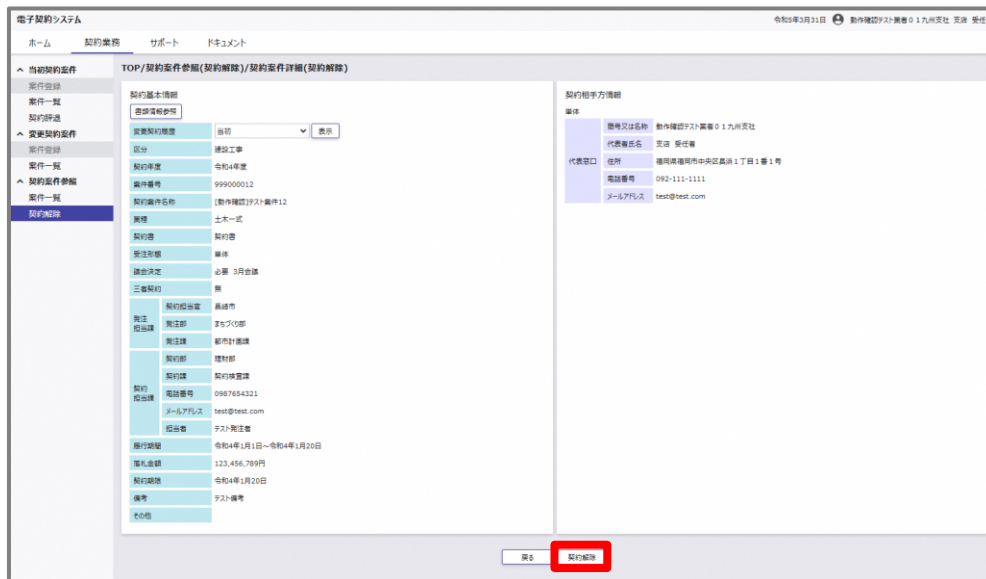 電子契約システム
令和5年3月31日 動作確認テスト業者01九州支社 支店 受任
ホーム 契約業務 サポート ドキュメント
当初契約案件
案件登録
案件一覧
契約辞退
変更契約案件
案件登録
案件一覧
契約案件参照
案件一覧
契約解除
TOP/契約案件参照(契約解除)/契約案件詳細(契約解除)
契約基本情報
書類情報参照
変更契約履歴 当初 表示
区分 建設工事
契約年度 令和4年度
案件番号 999000012
契約案件名称 [動作確認]テスト案件12
業種 土木一式
契約書 契約書
受注形態 単体
議会決定 必要 3月会議
三者契約 無
発注担当課
契約担当者 長崎市
発注部 まちづくり部
発注課 都市計画課
契約担当課
契約部 理財部
契約課 契約検査課
電話番号 0987654321
メールアドレス test@test.com
担当者 テスト発注者
履行期間 令和4年1月1日～令和4年1月20日
落札金額 123,456,789円
契約期限 令和4年1月20日
備考 テスト備考
その他
契約相手方情報
単体
代表窓口
商号又は名称 動作確認テスト業者01九州支社
代表者氏名 支店 受任者
住所 福岡県福岡市中央区長浜1丁目1番1号
電話番号 092-111-1111
メールアドレス test@test.com
戻る 契約解除